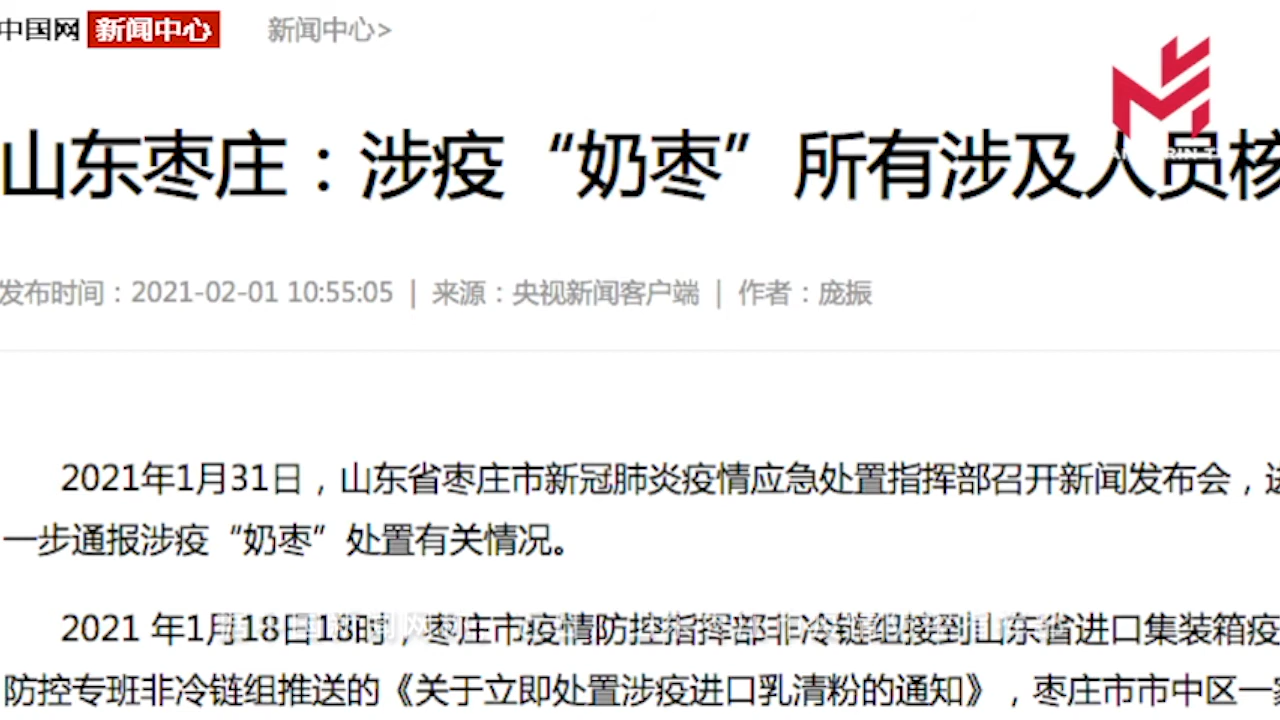 中国网 新闻中心 新闻中心>
山东枣庄：涉疫“奶枣”所有涉及人员核
发布时间：2021-02-01 10:55:05 | 来源：央视新闻客户端 | 作者：庞振
2021年1月31日，山东省枣庄市新冠肺炎疫情应急处置指挥部召开新闻发布会，进
一步通报涉疫“奶枣”处置有关情况。
2021 年1月18日18时，枣庄市疫情防控指挥部非冷链组接到山东省进口集装箱疫
防控专班非冷链组推送的《关于立即处置涉疫进口乳清粉的通知》，枣庄市市中区一家